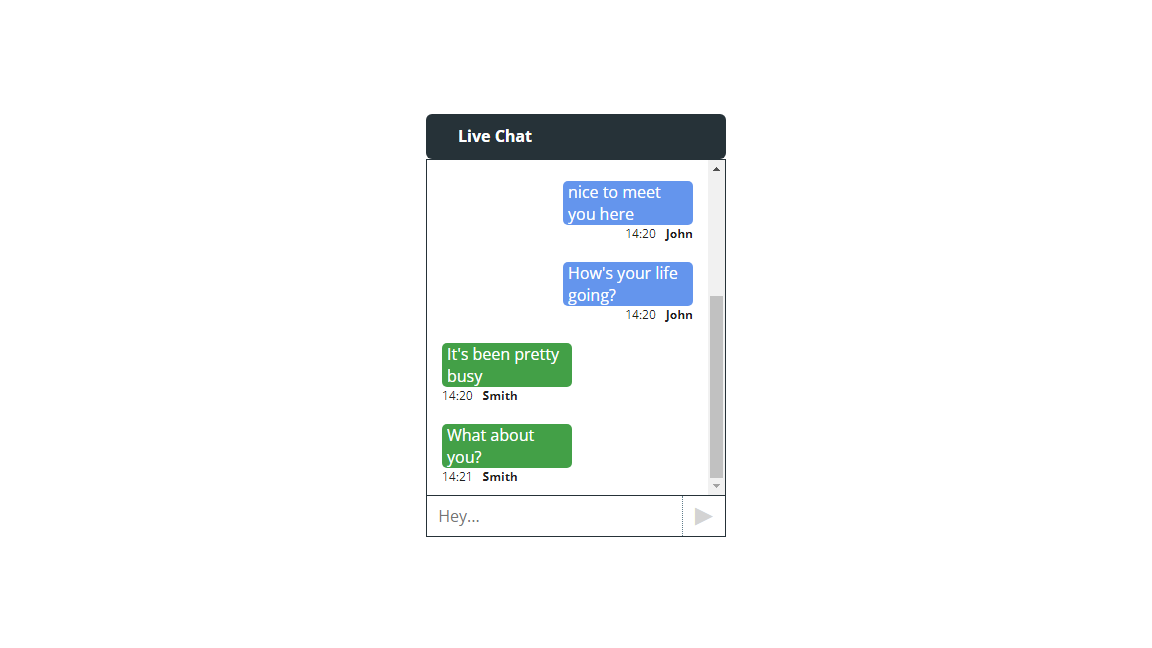 Live Chat
nice to meet
you here
14:20 John
How's your life
going?
14:20 John
It's been pretty
busy
14:20 Smith
What about
you?
14:21 Smith
Hey...